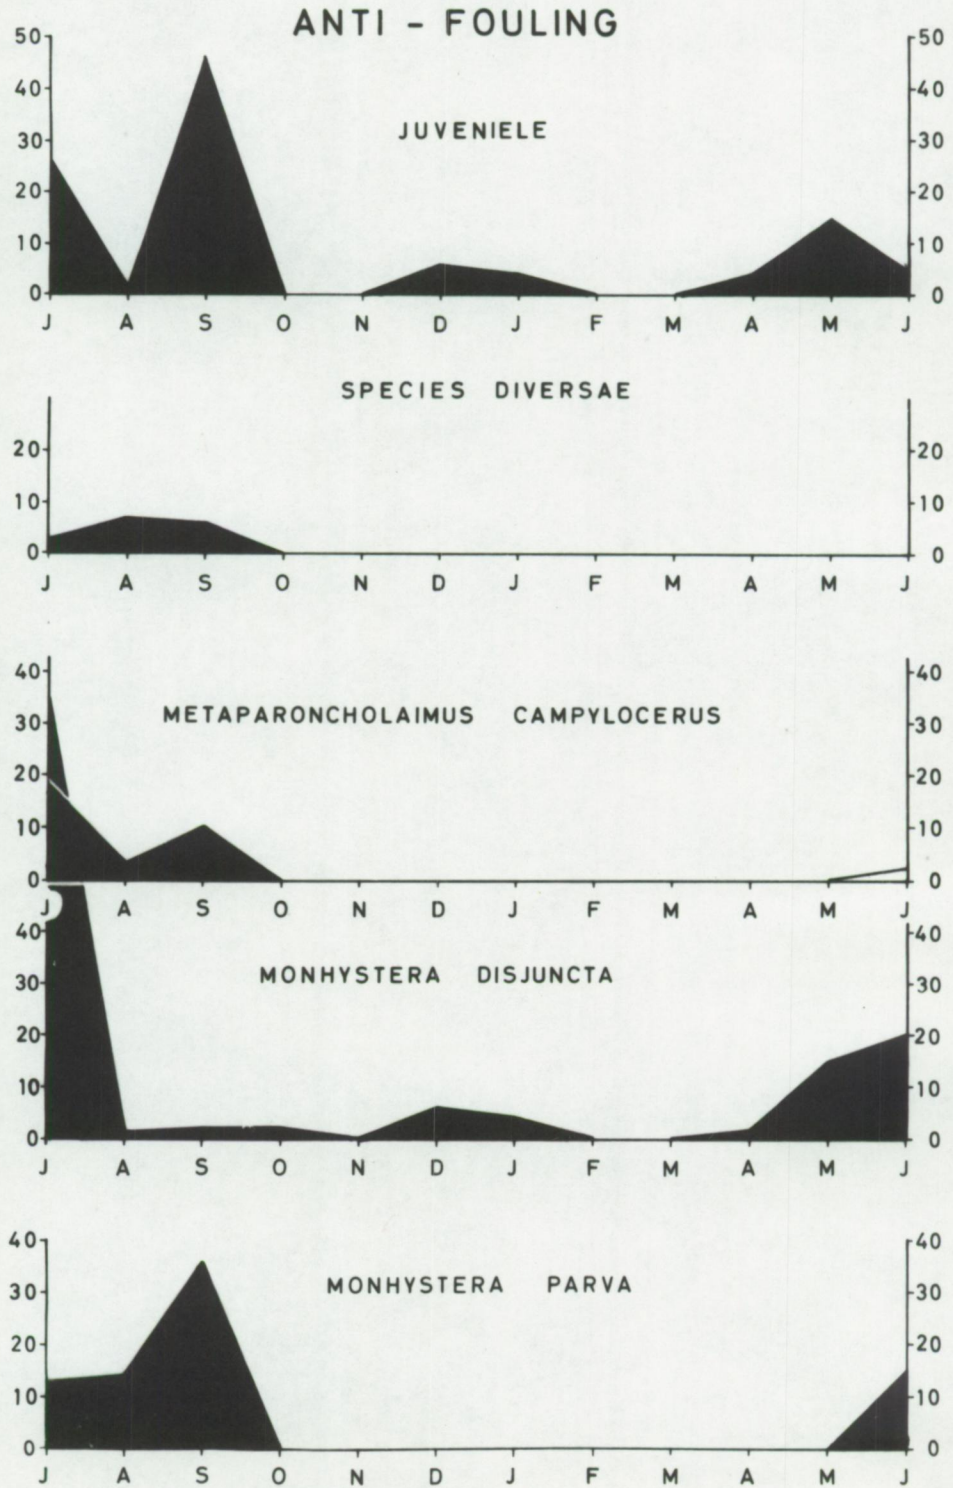 ANTI - FOULING
50 50
40 40
JUVENIELE
30 30
20 20
10 10
0 0
J A S O N D J F M A M J
SPECIES DIVERSAE
20 20
10 10
0 0
J A S O N D J F M A M J
40 40
METAPARONCHOLAIMUS CAMPYLOCERUS
30 30
20 20
10 10
0 0
J A S O N D J F M A M J
40 40
MONHYSTERA DISJUNCTA
30 30
20 20
10 10
0 0
J A S O N D J F M A M J
40 40
MONHYSTERA PARVA
30 30
20 20
10 10
0 0
J A S O N D J F M A M J